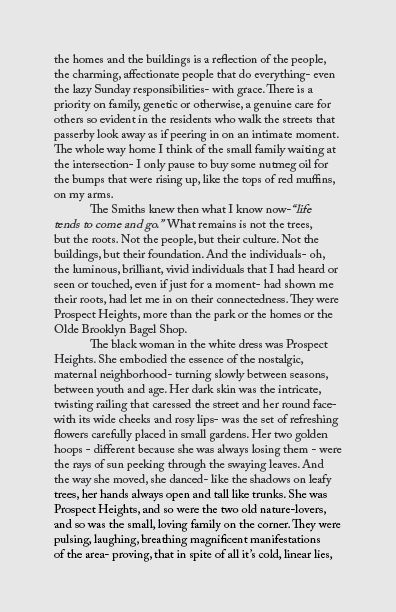 the homes and the buildings is a reflection of the people,
the charming, affectionate people that do everything- even
the lazy Sunday responsibilities- with grace. There is a
priority on family, genetic or otherwise, a genuine care for
others so evident in the residents who walk the streets that
passerby look away as if peering in on an intimate moment.
The whole way home I think of the small family waiting at
the intersection- I only pause to buy some nutmeg oil for
the bumps that were rising up, like the tops of red muffins,
on my arms.
The Smiths knew then what I know now-“life
tends to come and go.” What remains is not the trees,
but the roots. Not the people, but their culture. Not the
buildings, but their foundation. And the individuals- oh,
the luminous, brilliant, vivid individuals that I had heard or
seen or touched, even if just for a moment- had shown me
their roots, had let me in on their connectedness. They were
Prospect Heights, more than the park or the homes or the
Olde Brooklyn Bagel Shop.
The black woman in the white dress was Prospect
Heights. She embodied the essence of the nostalgic,
maternal neighborhood- turning slowly between seasons,
between youth and age. Her dark skin was the intricate,
twisting railing that caressed the street and her round face-
with its wide cheeks and rosy lips- was the set of refreshing
flowers carefully placed in small gardens. Her two golden
hoops - different because she was always losing them - were
the rays of sun peeking through the swaying leaves. And
the way she moved, she danced- like the shadows on leafy
trees, her hands always open and tall like trunks. She was
Prospect Heights, and so were the two old nature-lovers,
and so was the small, loving family on the corner. They were
pulsing, laughing, breathing magnificent manifestations
of the area- proving, that in spite of all it’s cold, linear lies,